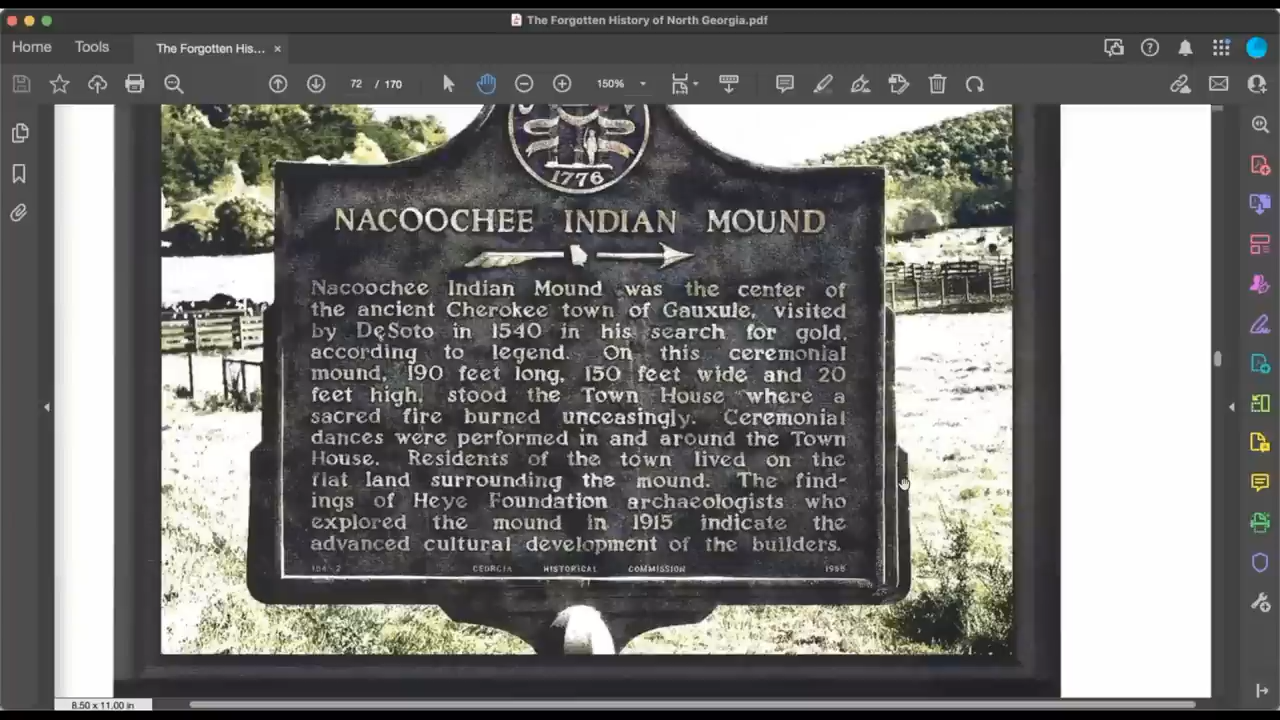 The Forgotten History of North Georgia.pdf
Home Tools The Forgotten His... ×
72 / 170 150%
1776
NACOOCHEE INDIAN MOUND
Nacoochee Indian Mound was the center of
the ancient Cherokee town of Gauxule, visited
by DeSoto in 1540 in his search for gold,
according to legend. On this ceremonial
mound, 190 feet long, 150 feet wide and 20
feet high, stood the Town House where a
sacred fire burned unceasingly. Ceremonial
dances were performed in and around the Town
House. Residents of the town lived on the
flat land surrounding the mound. The find-
ings of Heye Foundation archaeologists who
explored the mound in 1915 indicate the
advanced cultural development of the builders.
GEORGIA HISTORICAL COMMISSION
8.50 x 11.00 in